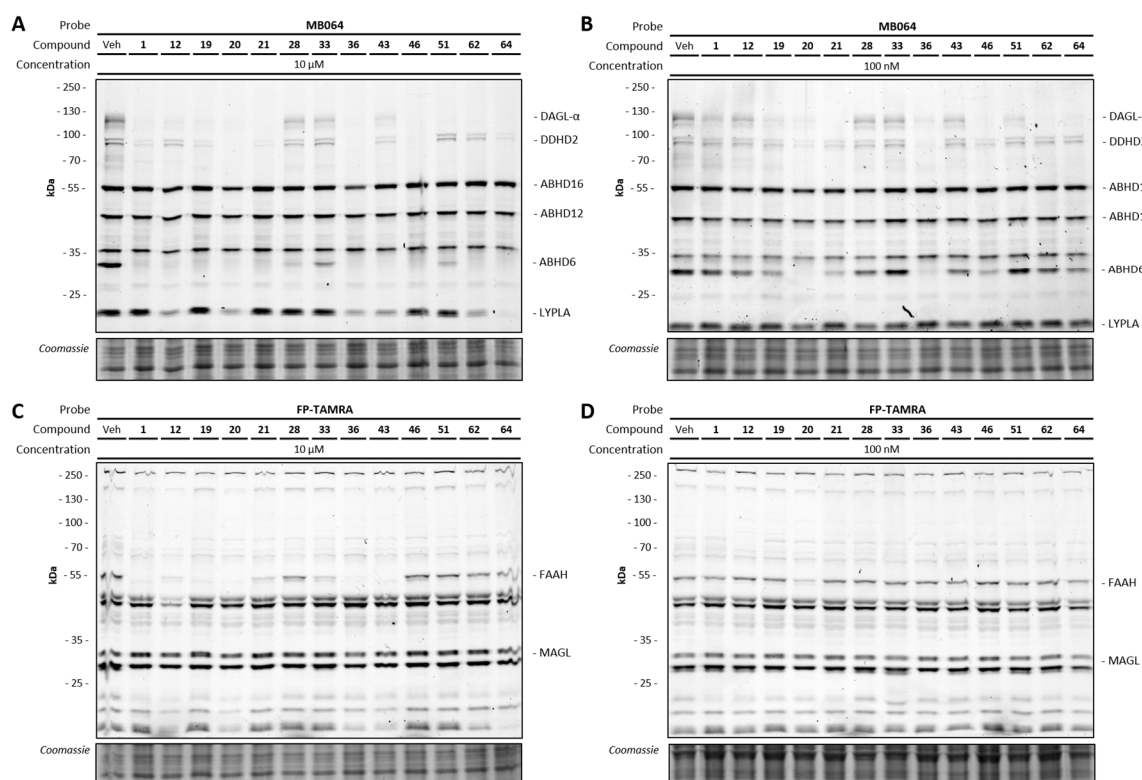 A
Probe MB064
Compound Veh 1 12 19 20 21 28 33 36 43 46 51 62 64
Concentration 10 µM
kDa
- 250 -
- 130 -
- 100 -
- 70 -
- 55 -
- 35 -
- 25 -
- DAGL-α
- DDHD2
- ABHD16
- ABHD12
- ABHD6
- LYPLA
Coomassie
B
Probe MB064
Compound Veh 1 12 19 20 21 28 33 36 43 46 51 62 64
Concentration 100 nM
kDa
- 250 -
- 130 -
- 100 -
- 70 -
- 55 -
- 35 -
- 25 -
- DAGL-
- DDHD2
- ABHD1
- ABHD1
- ABHD6
- LYPLA
Coomassie
C
Probe FP-TAMRA
Compound Veh 1 12 19 20 21 28 33 36 43 46 51 62 64
Concentration 10 µM
kDa
- 250 -
- 130 -
- 100 -
- 70 -
- 55 -
- 35 -
- 25 -
- FAAH
- MAGL
Coomassie
D
Probe FP-TAMRA
Compound Veh 1 12 19 20 21 28 33 36 43 46 51 62 64
Concentration 100 nM
kDa
- 250 -
- 130 -
- 100 -
- 70 -
- 55 -
- 35 -
- 25 -
- FAAH
- MAGL
Coomassie